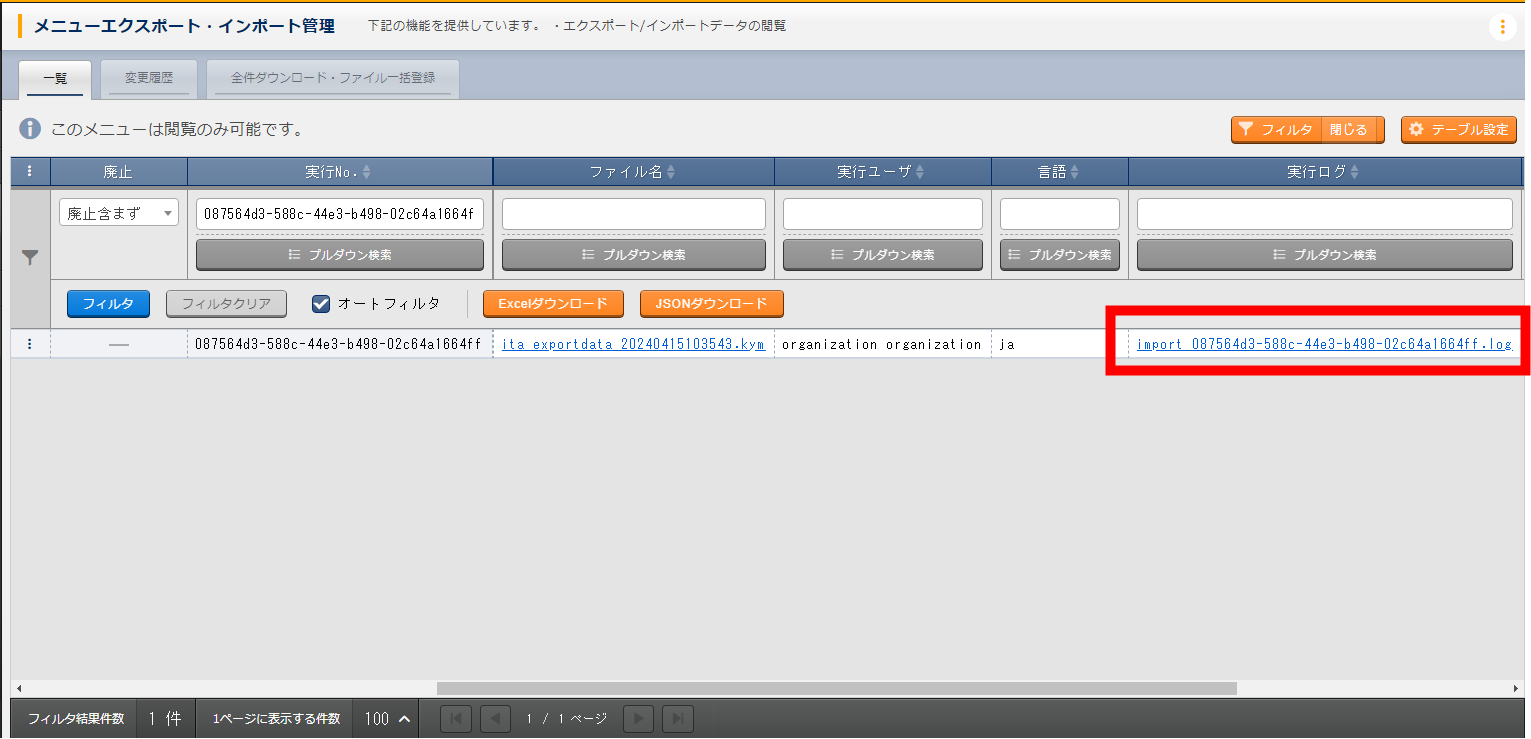 メニューエクスポート・インポート管理
下記の機能を提供しています。 ・エクスポート/インポートデータの閲覧
一覧
変更履歴
全件ダウンロード・ファイル一括登録
このメニューは閲覧のみ可能です。
フィルタ 閉じる
テーブル設定
廃止
実行No.
ファイル名
実行ユーザ
言語
実行ログ
廃止含まず
087564d3-588c-44e3-b498-02c64a1664f
プルダウン検索
プルダウン検索
プルダウン検索
プルダウン検索
プルダウン検索
フィルタ
フィルタクリア
オートフィルタ
Excelダウンロード
JSONダウンロード
087564d3-588c-44e3-b498-02c64a1664ff
ita_exportdata_20240415103543.kym
organization organization
ja
import_087564d3-588c-44e3-b498-02c64a1664ff.log
フィルタ結果件数
1 件
1ページに表示する件数
100
1 / 1 ページ